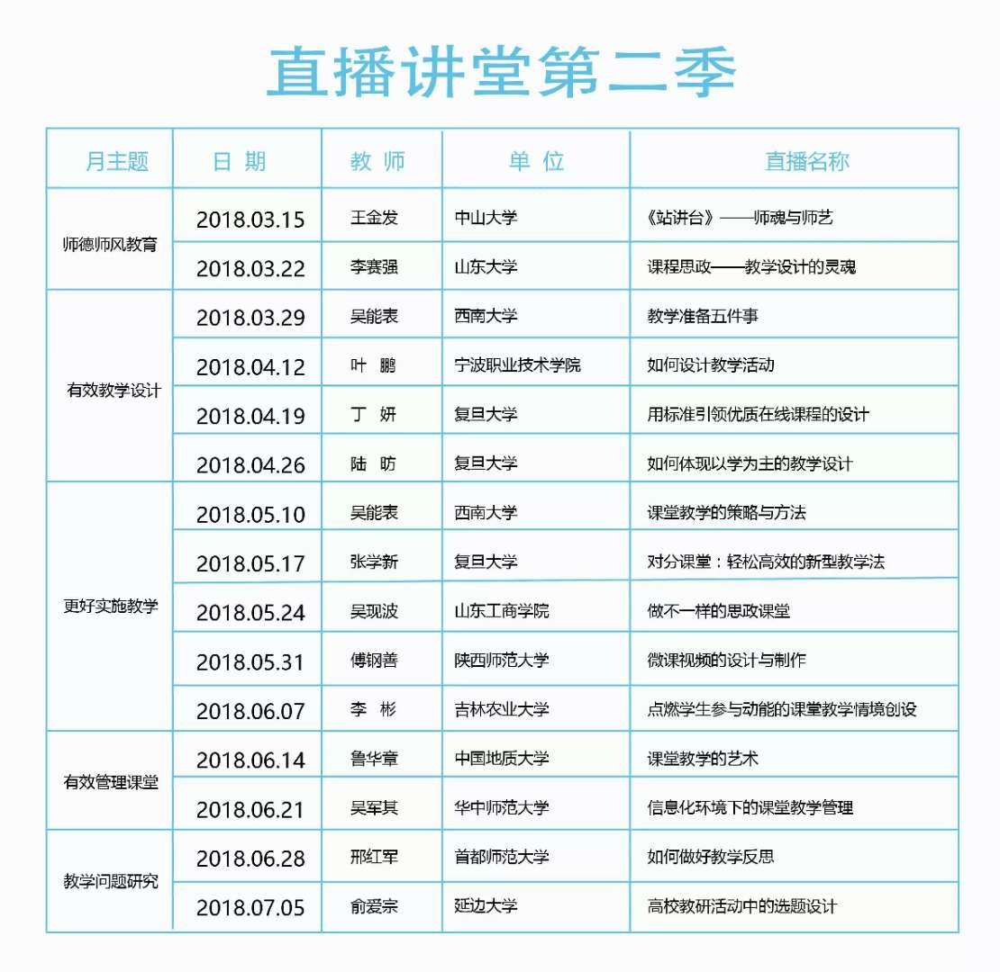 直播讲堂第二季
月主题 日 期 教 师 单 位 直播名称
师德师风教育
2018.03.15 王金发 中山大学 《站讲台》——师魂与师艺
2018.03.22 李赛强 山东大学 课程思政——教学设计的灵魂
有效教学设计
2018.03.29 吴能表 西南大学 教学准备五件事
2018.04.12 叶 鹏 宁波职业技术学院 如何设计教学活动
2018.04.19 丁 妍 复旦大学 用标准引领优质在线课程的设计
2018.04.26 陆 昉 复旦大学 如何体现以学为主的教学设计
更好实施教学
2018.05.10 吴能表 西南大学 课堂教学的策略与方法
2018.05.17 张学新 复旦大学 对分课堂：轻松高效的新型教学法
2018.05.24 吴现波 山东工商学院 做不一样的思政课堂
2018.05.31 傅钢善 陕西师范大学 微课视频的设计与制作
2018.06.07 李 彬 吉林农业大学 点燃学生参与动能的课堂教学情境创设
有效管理课堂
2018.06.14 鲁华章 中国地质大学 课堂教学的艺术
2018.06.21 吴军其 华中师范大学 信息化环境下的课堂教学管理
教学问题研究
2018.06.28 邢红军 首都师范大学 如何做好教学反思
2018.07.05 俞爱宗 延边大学 高校教研活动中的选题设计